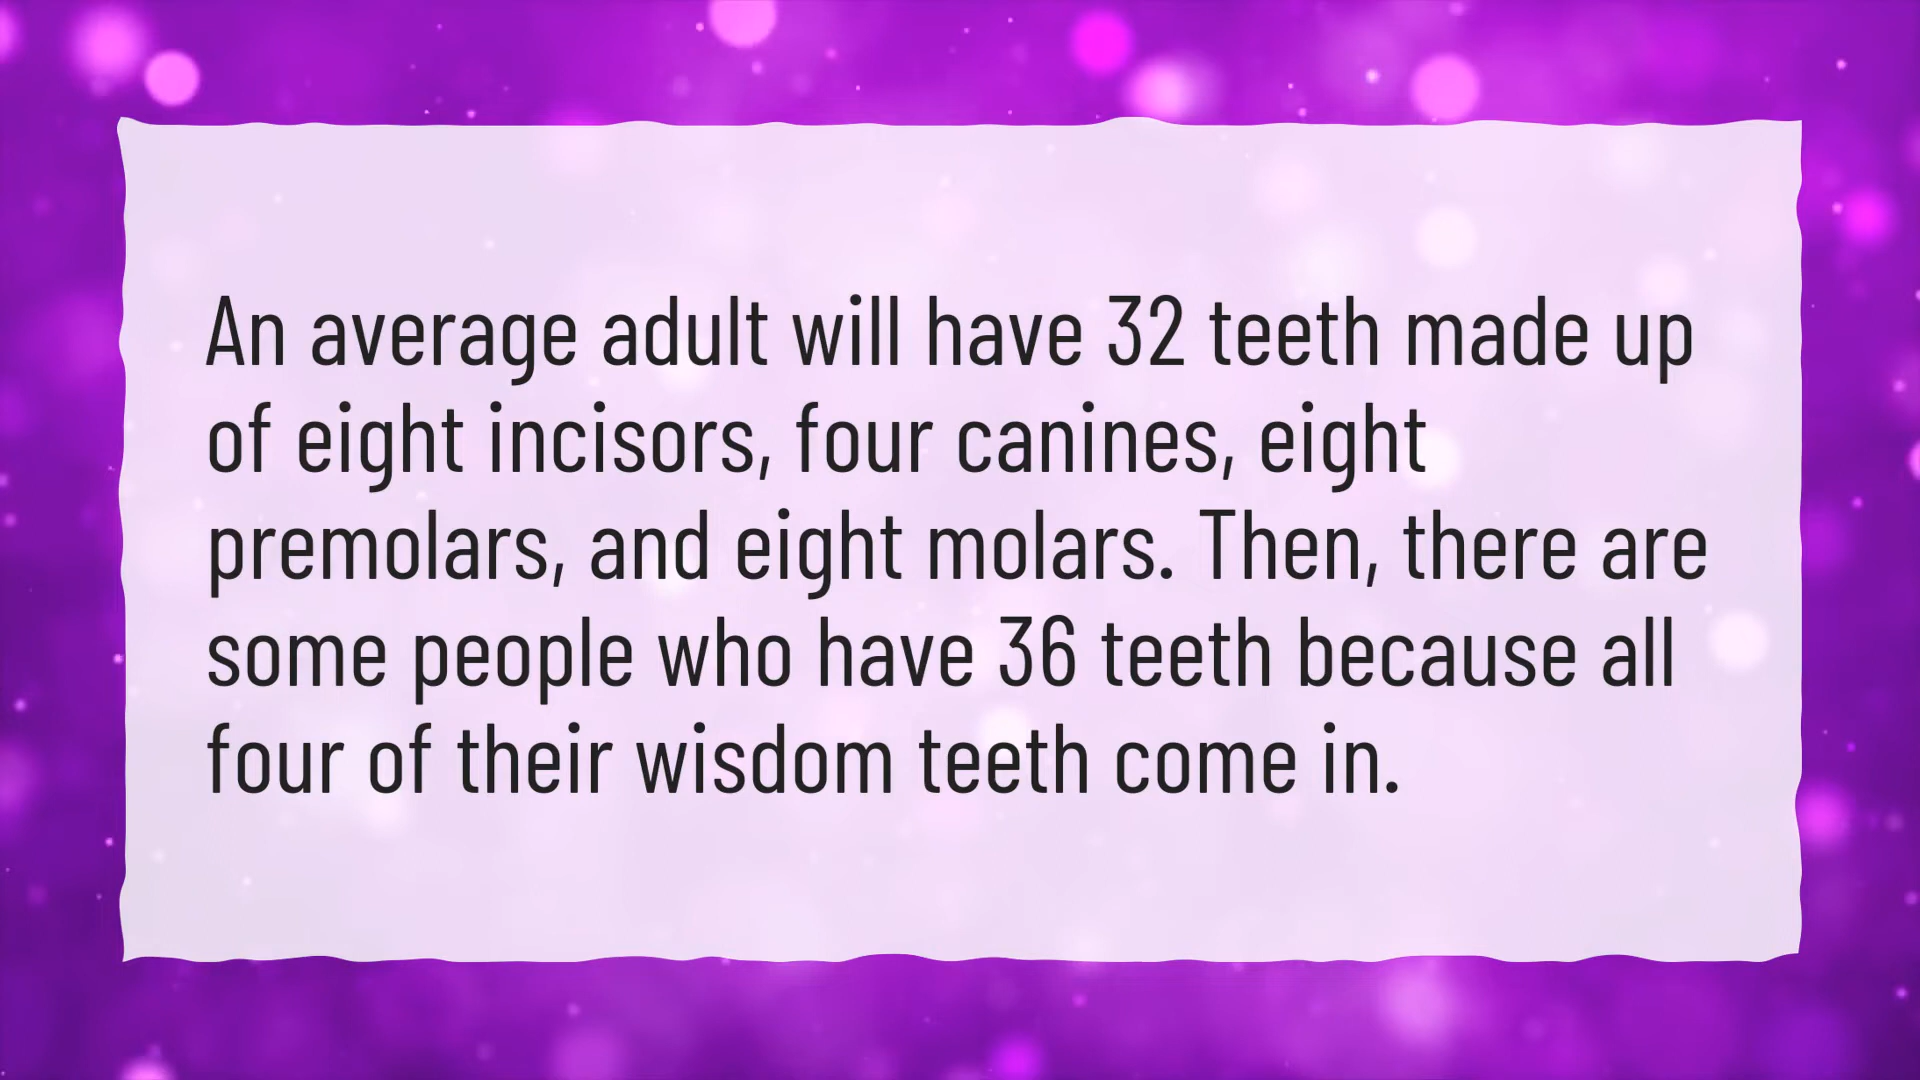 An average adult will have 32 teeth made up
of eight incisors, four canines, eight
premolars, and eight molars. Then, there are
some people who have 36 teeth because all
four of their wisdom teeth come in.